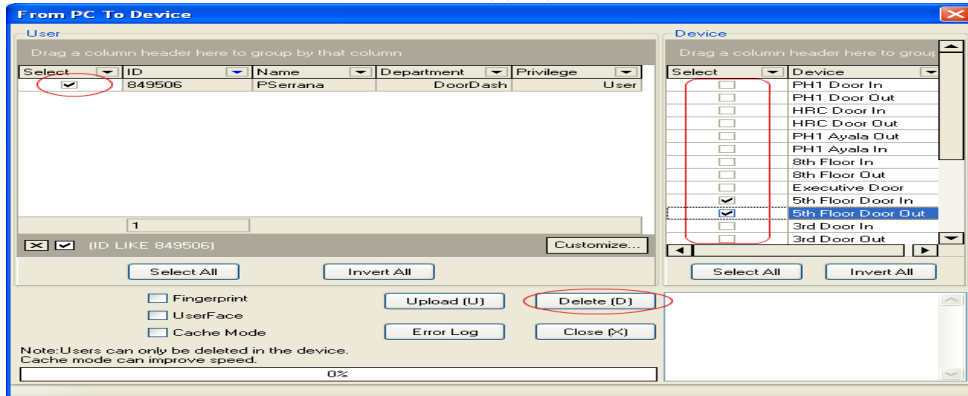 From PC To Device
User
Drag a column header here to group by that column
Select ID Name Department Privilege
849506 PSerrana DoorDash User
1
(ID LIKE 849506)
Customize...
Select All Invert All
Fingerprint
UserFace
Cache Mode
Upload (U) Delete (D)
Error Log Close (X)
Note:Users can only be deleted in the device.
Cache mode can improve speed.
0%
Device
Drag a column header here to group
Select Device
PH1 Door In
PH1 Door Out
HRC Door In
HRC Door Out
PH1 Ayala Out
PH1 Ayala In
8th Floor In
8th Floor Out
Executive Door
5th Floor Door In
5th Floor Door Out
3rd Door In
3rd Door Out
Select All Invert All